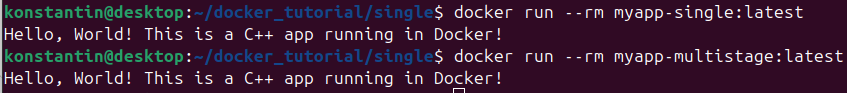 konstantin@desktop:~/docker_tutorial/single$ docker run --rm myapp-single:latest
Hello, World! This is a C++ app running in Docker!
konstantin@desktop:~/docker_tutorial/single$ docker run --rm myapp-multistage:latest
Hello, World! This is a C++ app running in Docker!